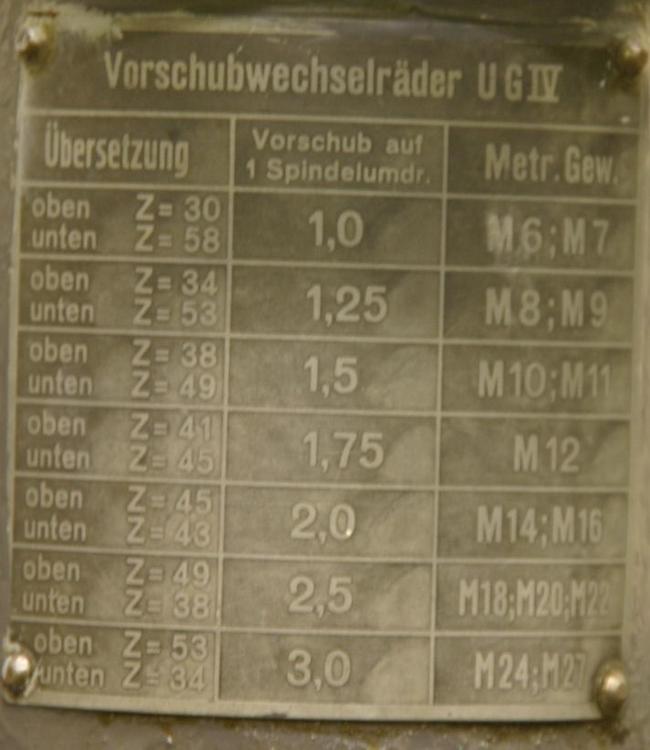 Vorschubwechselräder UGIV
Übersetzung
Vorschub auf
1 Spindelumdr.
Metr. Gew.
oben Z= 30
unten Z= 58
1,0
M6;M7
oben Z= 34
unten Z= 53
1,25
M8;M9
oben Z= 38
unten Z= 49
1,5
M10;M11
oben Z= 41
unten Z= 45
1,75
M12
oben Z= 45
unten Z= 43
2,0
M14;M16
oben Z= 49
unten Z= 38
2,5
M18;M20;M22
oben Z= 53
unten Z= 34
3,0
M24;M27